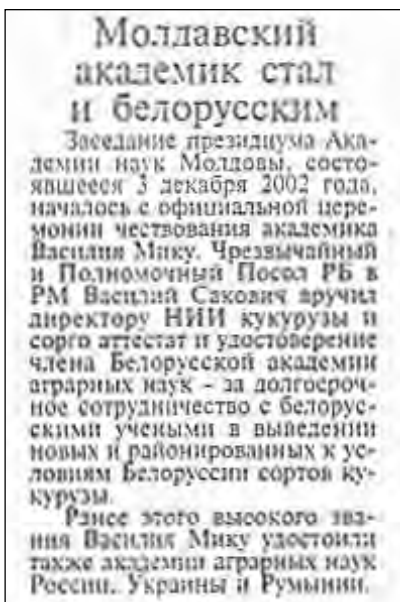 Молдавский
академик стал
и белорусским
Заседание президиума Ака-
демии наук Молдовы, состо-
явшееся 3 декабря 2002 года,
началось с официальной цере-
монии чествования академика
Василия Мику. Чрезвычайный
и Полномочный Посол РБ в
РМ Василий Сакович вручил
директору НИИ кукурузы и
сорго аттестат и удостоверение
члена Белорусской академии
аграрных наук - за долгосроч-
ное сотрудничество с белорус-
скими учеными в выведении
новых и районированных к ус-
ловиям Белоруссии сортов ку-
курузы.
Ранее этого высокого зва-
ния Василия Мику удостоили
также академии аграрных наук
России, Украины и Румынии.